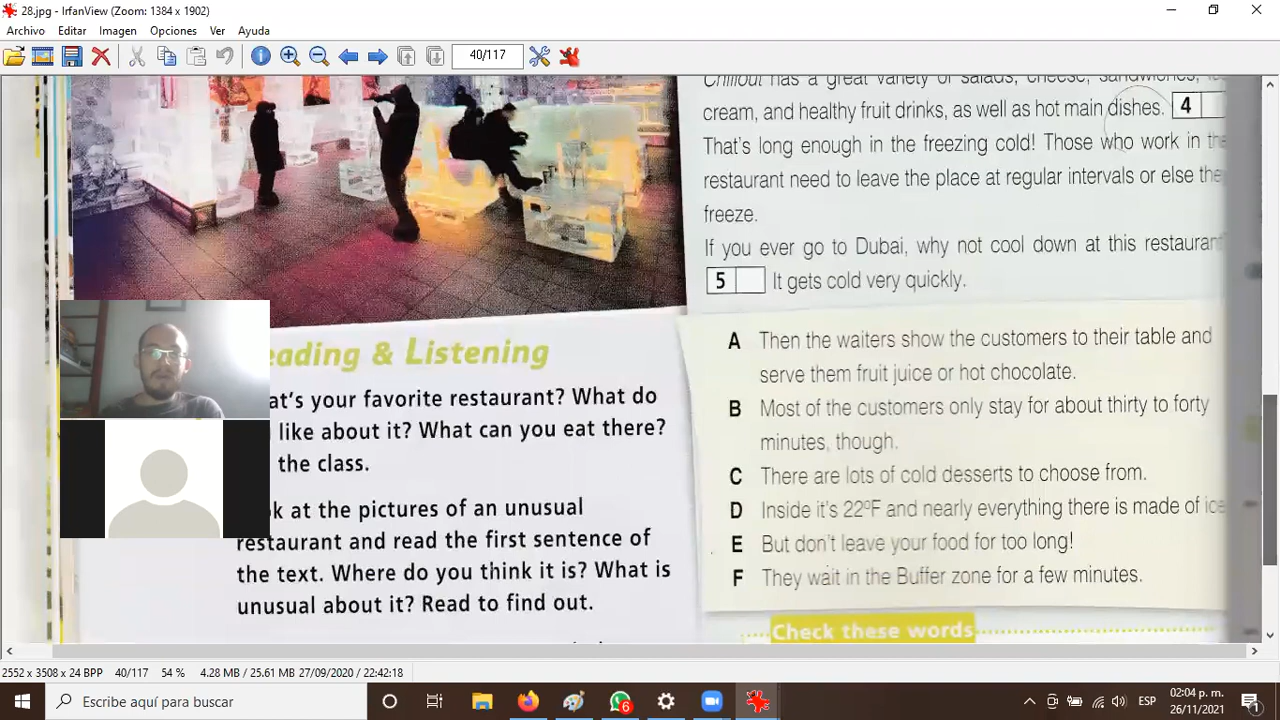 28.jpg - IrfanView (Zoom: 1384 x 1902)
Archivo Editar Imagen Opciones Ver Ayuda
40/117
Chillout has a great variety of salads, cheese, sandwiches,
cream, and healthy fruit drinks, as well as hot main dishes. 4
That's long enough in the freezing cold! Those who work in the
restaurant need to leave the place at regular intervals or else
freeze.
If you ever go to Dubai, why not cool down at this restaurant
5 It gets cold very quickly.
eading & Listening
at's your favorite restaurant? What do
like about it? What can you eat there?
the class.
k at the pictures of an unusual
restaurant and read the first sentence of
the text. Where do you think it is? What is
unusual about it? Read to find out.
A Then the waiters show the customers to their table and
serve them fruit juice or hot chocolate.
B Most of the customers only stay for about thirty to forty
minutes, though.
C There are lots of cold desserts to choose from.
D Inside it's 22ºF and nearly everything there is made of ice
E But don't leave your food for too long!
F They wait in the Buffer zone for a few minutes.
Check these words
2552 x 3508 x 24 BPP 40/117 54 % 4.28 MB / 25.61 MB 27/09/2020 / 22:42:18
Escribe aquí para buscar
6
ESP
02:04 p. m.
26/11/2021
1